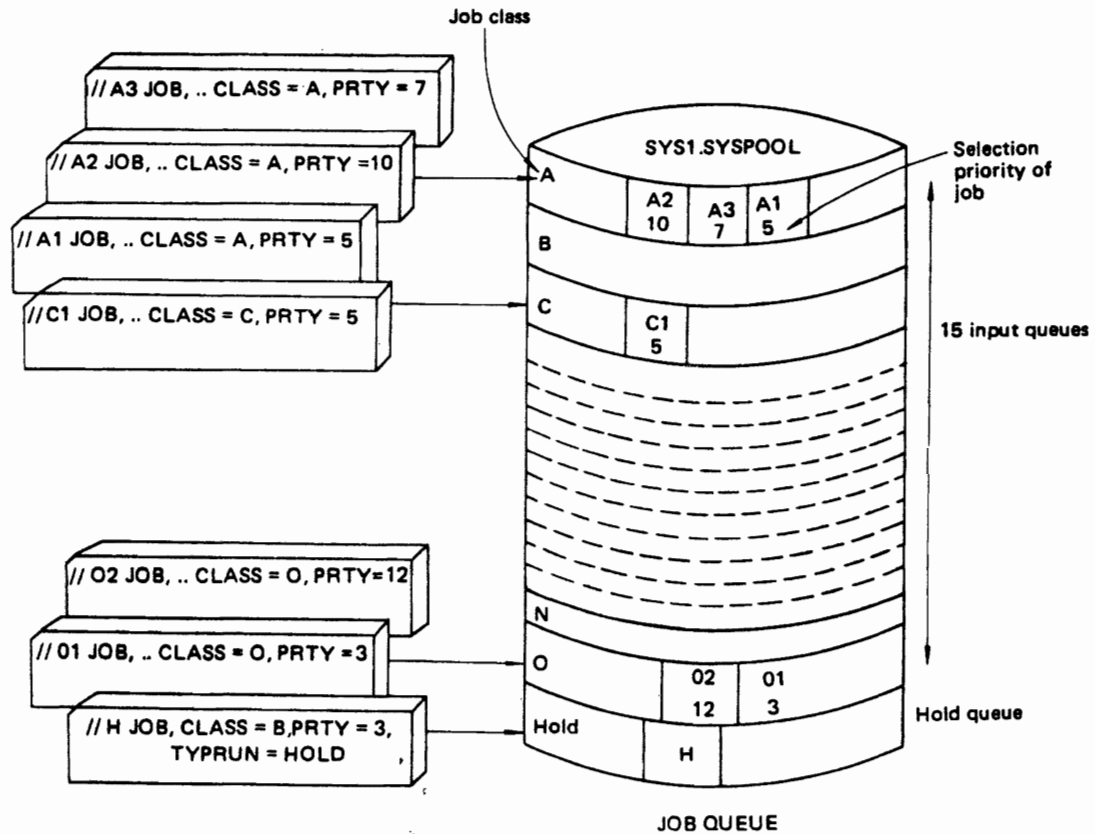 Job class
// A3 JOB, .. CLASS = A, PRTY = 7
// A2 JOB, .. CLASS = A, PRTY =10
// A1 JOB, .. CLASS = A, PRTY = 5
//C1 JOB, .. CLASS = C, PRTY = 5
SYS1.SYSPOOL
Selection
priority of
job
A
A2
10
A3
7
A1
5
B
C
C1
5
15 input queues
// O2 JOB, .. CLASS = O, PRTY=12
// 01 JOB, .. CLASS = O, PRTY = 3
// H JOB, CLASS = B,PRTY = 3,
TYPRUN = HOLD
N
O
02
12
01
3
Hold
H
Hold queue
JOB QUEUE